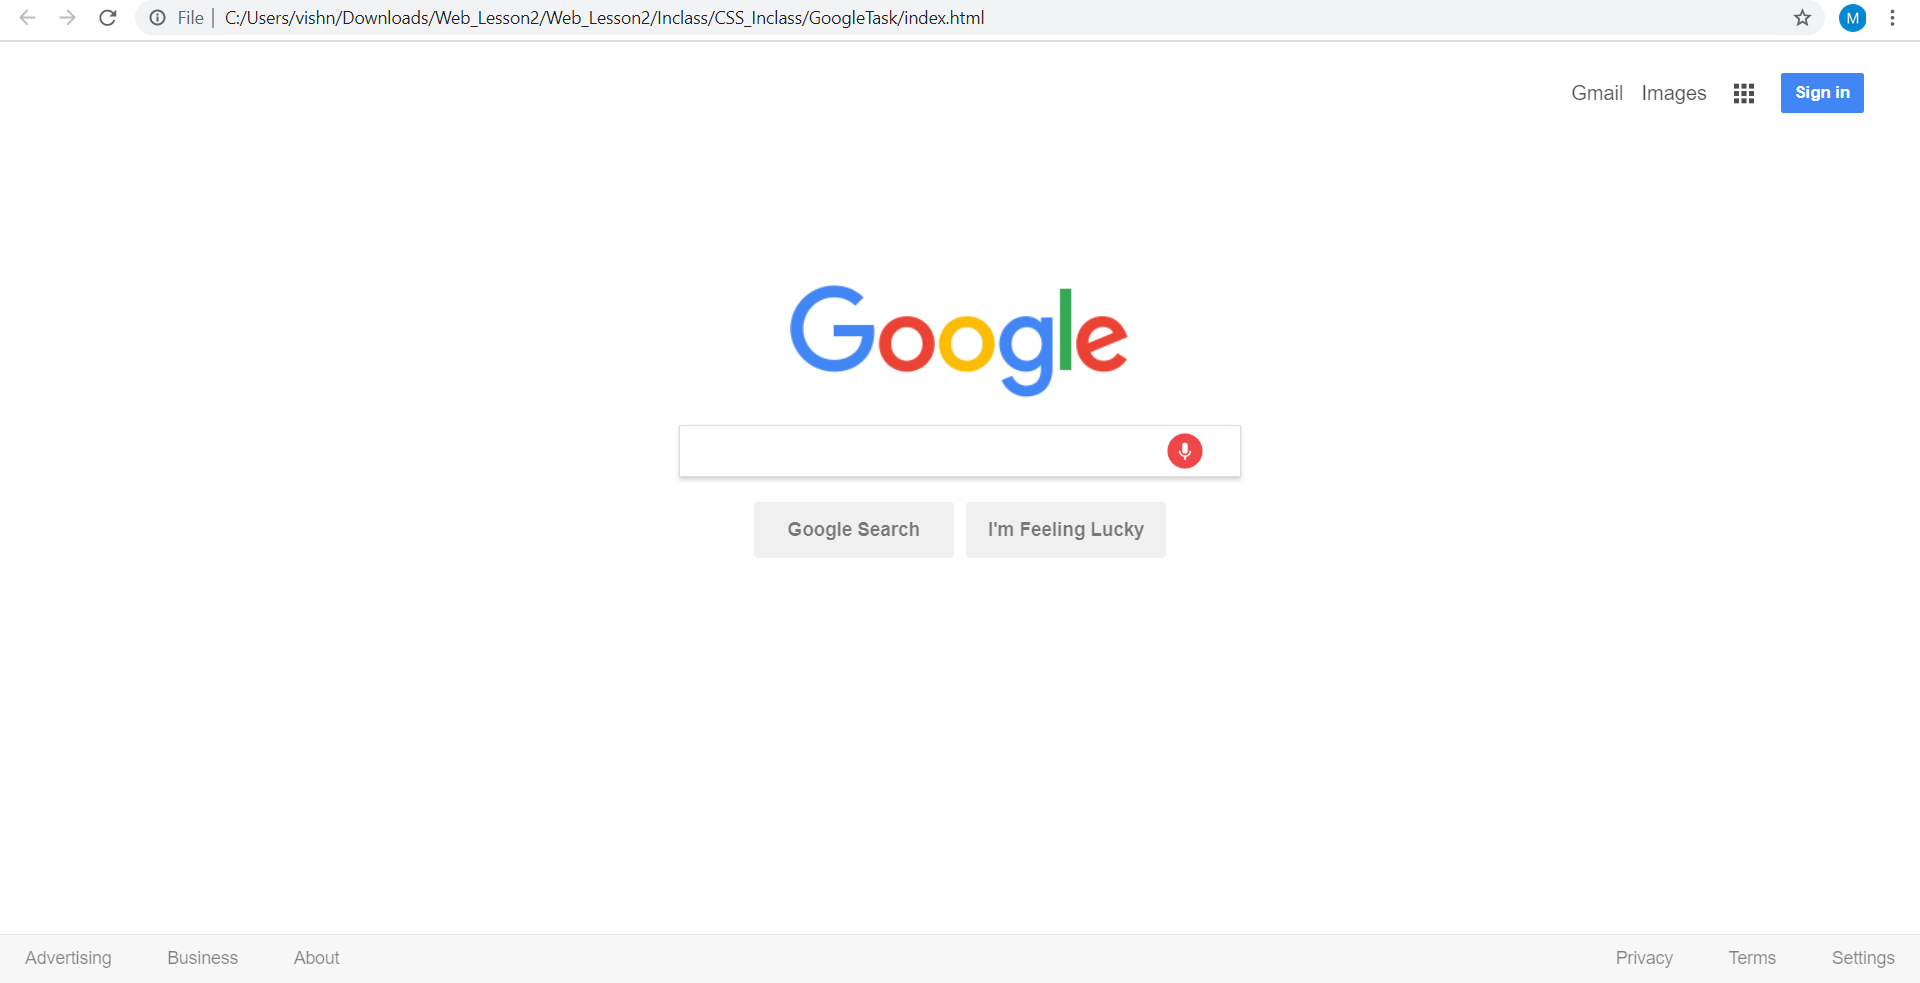 File | C:/Users/vishn/Downloads/Web_Lesson2/Web_Lesson2/Inclass/CSS_Inclass/GoogleTask/index.html M
Gmail Images Sign in
Google
Google Search I'm Feeling Lucky
Advertising Business About Privacy Terms Settings